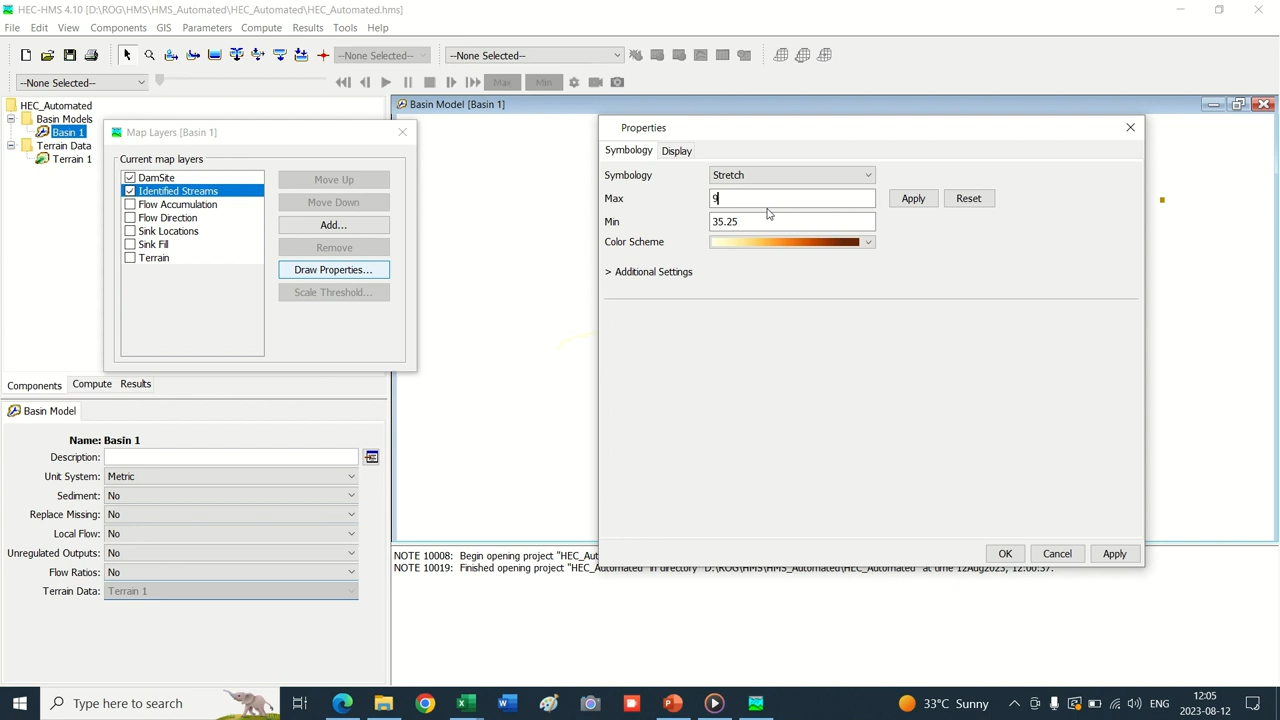 HEC-HMS 4.10 [D:\ROG\HMS\HMS_Automated\HEC_Automated\HEC_Automated.hms]
File Edit View Components GIS Parameters Compute Results Tools Help
--None Selected-- --None Selected--
--None Selected-- Max Min
HEC_Automated
Basin Models
Basin 1
Terrain Data
Terrain 1
Basin Model [Basin 1]
Map Layers [Basin 1]
Current map layers
DamSite
Identified Streams
Flow Accumulation
Flow Direction
Sink Locations
Sink Fill
Terrain
Move Up
Move Down
Add...
Remove
Draw Properties...
Scale Threshold...
Properties
Symbology Display
Symbology Stretch
Max 9 Apply Reset
Min 35.25
Color Scheme
> Additional Settings
OK Cancel Apply
Components Compute Results
Basin Model
Name: Basin 1
Description:
Unit System: Metric
Sediment: No
Replace Missing: No
Local Flow: No
Unregulated Outputs: No
Flow Ratios: No
Terrain Data: Terrain 1
NOTE 10008: Begin opening project "HEC_Au
NOTE 10019: Finished opening project "HEC_Automated" in directory "D:\ROG\HMS\HMS_Automated\HEC_Automated" at time 12Aug2023, 12:00:37.
Type here to search
33°C Sunny
ENG
12:05
2023-08-12